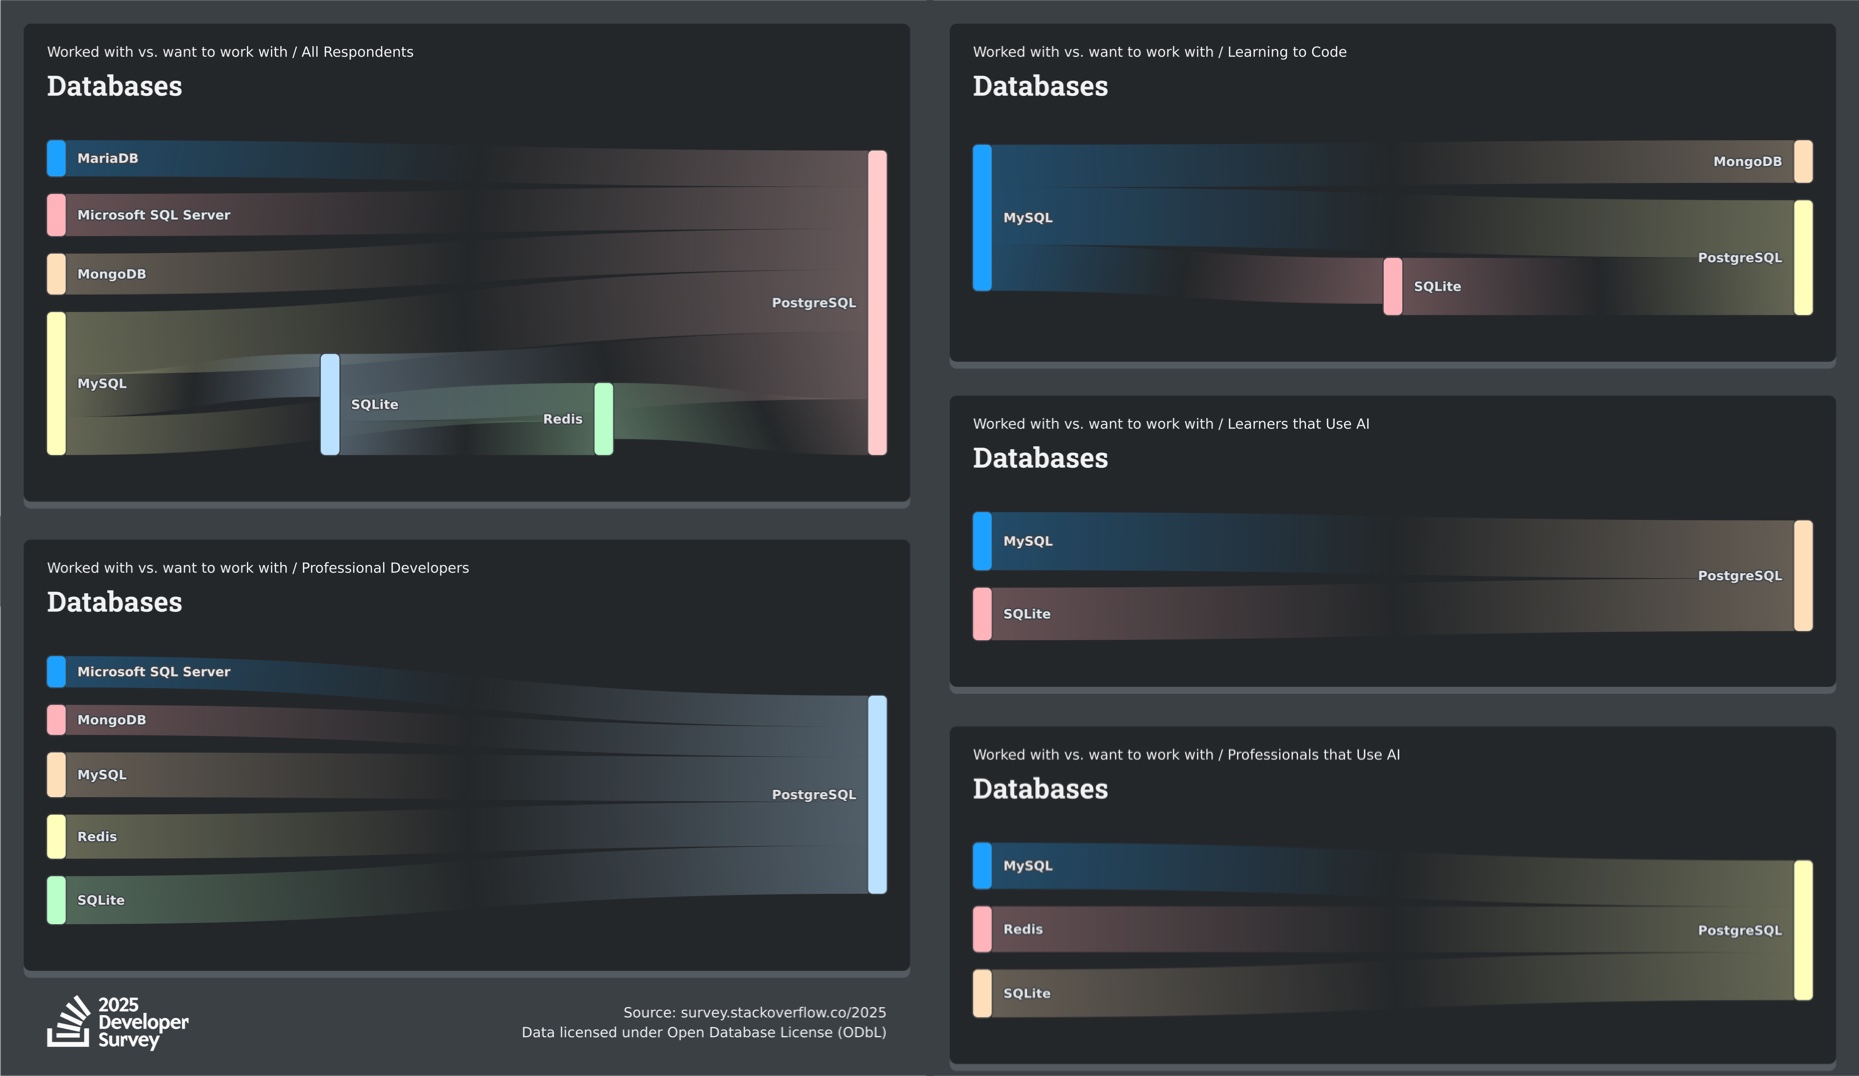 Worked with vs. want to work with / All Respondents
Databases
MariaDB
Microsoft SQL Server
MongoDB
PostgreSQL
MySQL
SQLite
Redis
Worked with vs. want to work with / Professional Developers
Databases
Microsoft SQL Server
MongoDB
MySQL
PostgreSQL
Redis
SQLite
2025
Developer
Survey
Source: survey.stackoverflow.co/2025
Data licensed under Open Database License (ODbL)
Worked with vs. want to work with / Learning to Code
Databases
MongoDB
MySQL
PostgreSQL
SQLite
Worked with vs. want to work with / Learners that Use AI
Databases
MySQL
PostgreSQL
SQLite
Worked with vs. want to work with / Professionals that Use AI
Databases
MySQL
Redis
PostgreSQL
SQLite